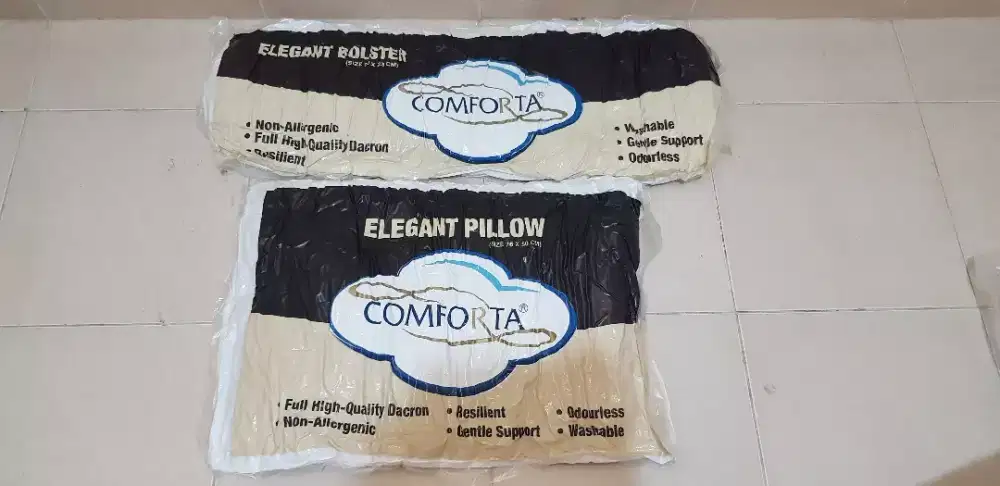 ELEGANT BOLSTER
COMFORTA®
• Non-Allergenic
• Full High-Quality Dacron
• Resilient
• Washable
• Gentle Support
• Odourless
ELEGANT PILLOW
COMFORTA®
• Full High-Quality Dacron
• Non-Allergenic
• Resilient
• Gentle Support
• Odourless
• Washable